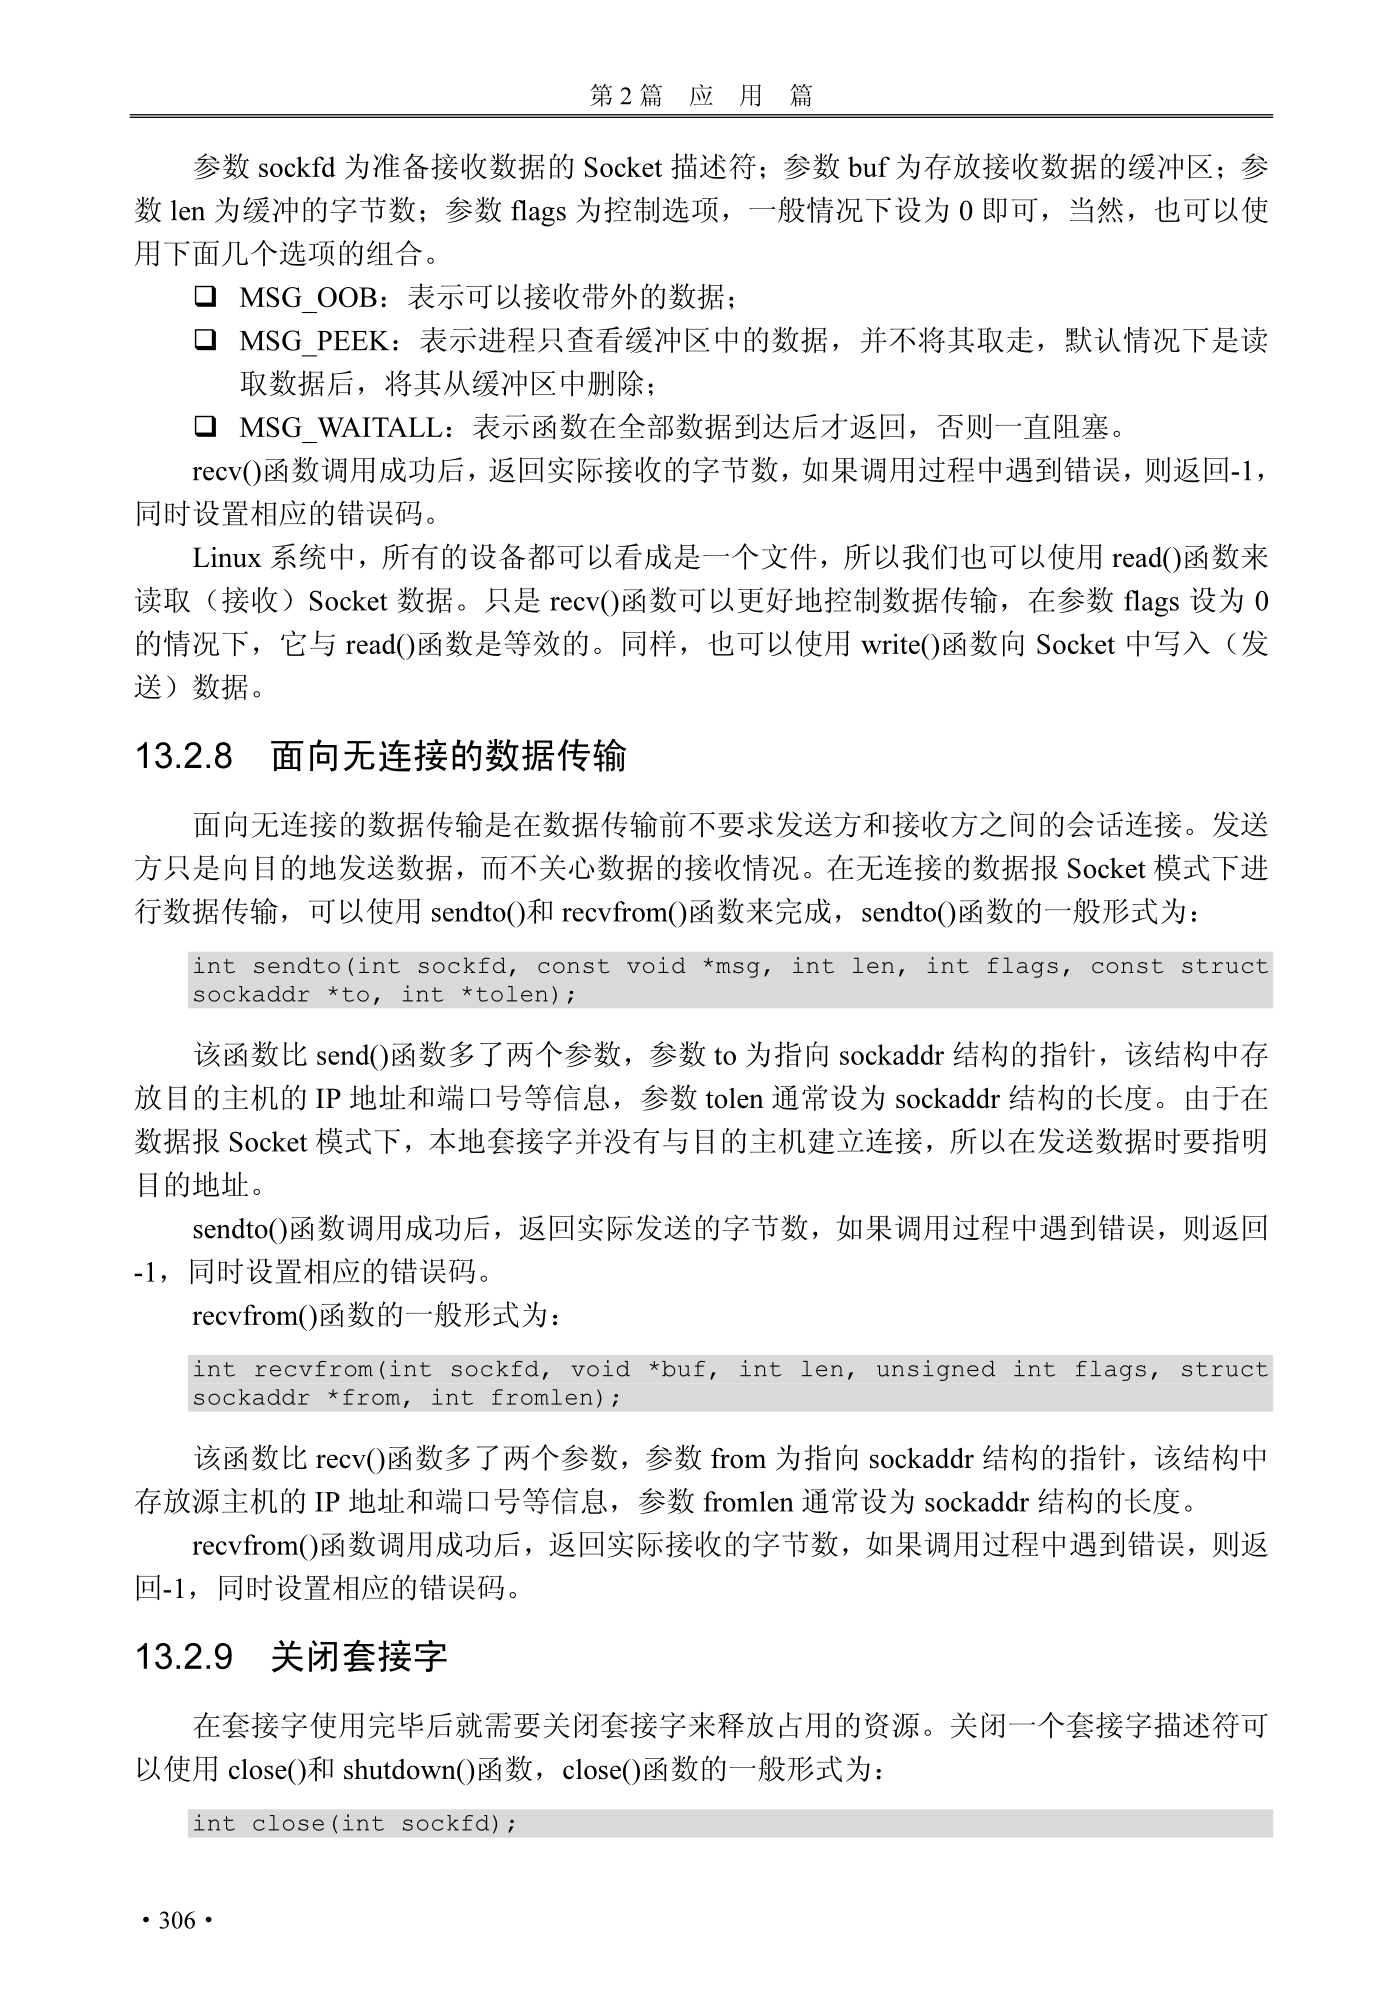 第 2 篇　应　用　篇
参数 sockfd 为准备接收数据的 Socket 描述符；参数 buf 为存放接收数据的缓冲区；参
数 len 为缓冲的字节数；参数 flags 为控制选项，一般情况下设为 0 即可，当然，也可以使
用下面几个选项的组合。
❑ MSG_OOB：表示可以接收带外的数据；
❑ MSG_PEEK：表示进程只查看缓冲区中的数据，并不将其取走，默认情况下是读
取数据后，将其从缓冲区中删除；
❑ MSG_WAITALL：表示函数在全部数据到达后才返回，否则一直阻塞。
recv()函数调用成功后，返回实际接收的字节数，如果调用过程中遇到错误，则返回-1，
同时设置相应的错误码。
Linux 系统中，所有的设备都可以看成是一个文件，所以我们也可以使用 read()函数来
读取（接收）Socket 数据。只是 recv()函数可以更好地控制数据传输，在参数 flags 设为 0
的情况下，它与 read()函数是等效的。同样，也可以使用 write()函数向 Socket 中写入（发
送）数据。
13.2.8　面向无连接的数据传输
面向无连接的数据传输是在数据传输前不要求发送方和接收方之间的会话连接。发送
方只是向目的地发送数据，而不关心数据的接收情况。在无连接的数据报 Socket 模式下进
行数据传输，可以使用 sendto()和 recvfrom()函数来完成，sendto()函数的一般形式为：
int sendto(int sockfd, const void *msg, int len, int flags, const struct
sockaddr *to, int *tolen);
该函数比 send()函数多了两个参数，参数 to 为指向 sockaddr 结构的指针，该结构中存
放目的主机的 IP 地址和端口号等信息，参数 tolen 通常设为 sockaddr 结构的长度。由于在
数据报 Socket 模式下，本地套接字并没有与目的主机建立连接，所以在发送数据时要指明
目的地址。
sendto()函数调用成功后，返回实际发送的字节数，如果调用过程中遇到错误，则返回
-1，同时设置相应的错误码。
recvfrom()函数的一般形式为：
int recvfrom(int sockfd, void *buf, int len, unsigned int flags, struct
sockaddr *from, int fromlen);
该函数比 recv()函数多了两个参数，参数 from 为指向 sockaddr 结构的指针，该结构中
存放源主机的 IP 地址和端口号等信息，参数 fromlen 通常设为 sockaddr 结构的长度。
recvfrom()函数调用成功后，返回实际接收的字节数，如果调用过程中遇到错误，则返
回-1，同时设置相应的错误码。
13.2.9　关闭套接字
在套接字使用完毕后就需要关闭套接字来释放占用的资源。关闭一个套接字描述符可
以使用 close()和 shutdown()函数，close()函数的一般形式为：
int close(int sockfd);
· 306 ·